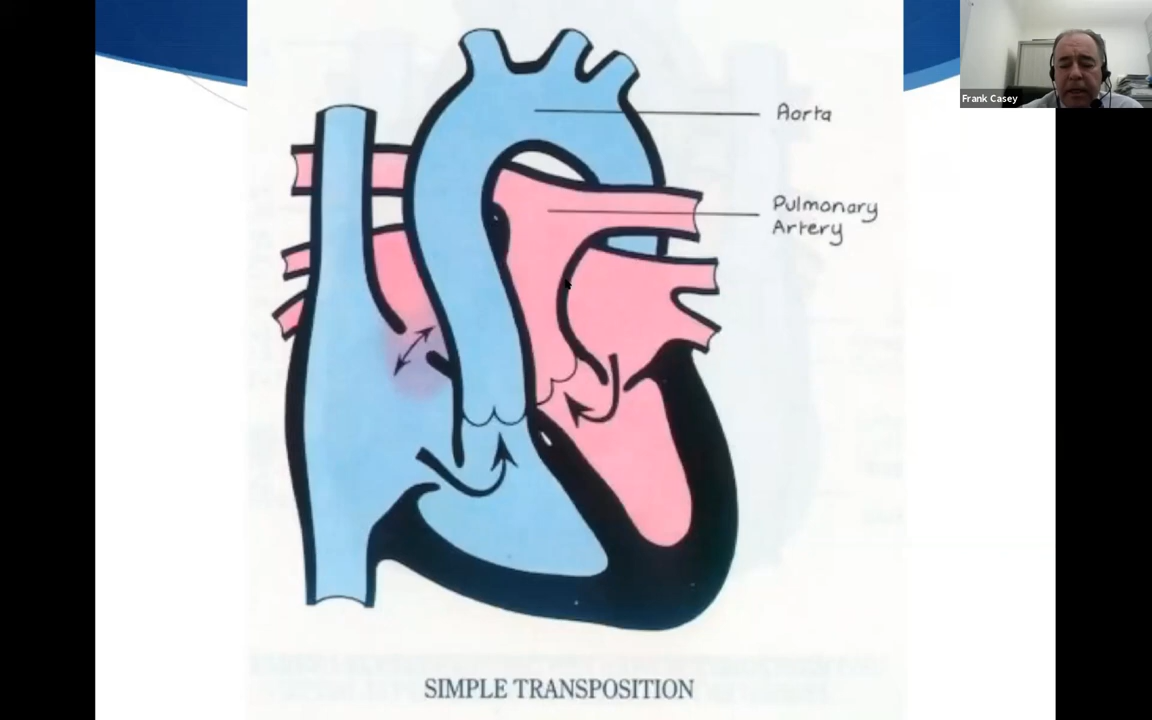 Frank Casey
Aorta
Pulmonary
Artery
SIMPLE TRANSPOSITION